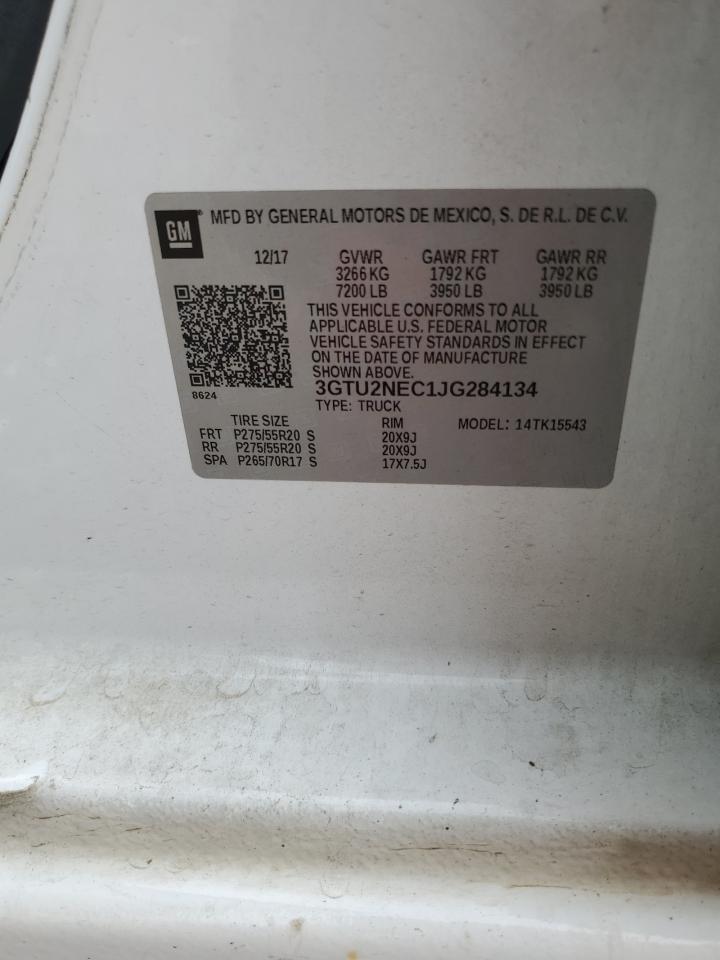 GM® MFD BY GENERAL MOTORS DE MEXICO, S. DE R.L. DE C.V.
12/17 GVWR GAWR FRT GAWR RR
3266 KG 1792 KG 1792 KG
7200 LB 3950 LB 3950 LB
THIS VEHICLE CONFORMS TO ALL
APPLICABLE U.S. FEDERAL MOTOR
VEHICLE SAFETY STANDARDS IN EFFECT
ON THE DATE OF MANUFACTURE
SHOWN ABOVE.
8624 3GTU2NEC1JG284134
TYPE: TRUCK
TIRE SIZE RIM MODEL: 14TK15543
FRT P275/55R20 S 20X9J
RR P275/55R20 S 20X9J
SPA P265/70R17 S 17X7.5J